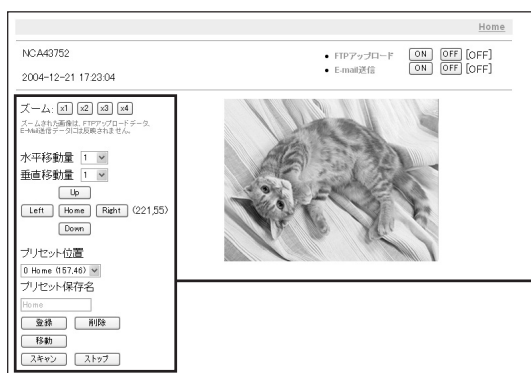 Home
NCA43752
2004-12-21 17:23:04
● FTPアップロード ON OFF [OFF]
● E-mail送信 ON OFF [OFF]
ズーム: x1 x2 x3 x4
ズームされた画像は、FTPアップロードデータ、
E-Mail送信データには反映されません。
水平移動量 1
垂直移動量 1
Up
Left Home Right (221,55)
Down
プリセット位置
0 Home (157,46)
プリセット保存名
Home
登録 削除
移動
スキャン ストップ